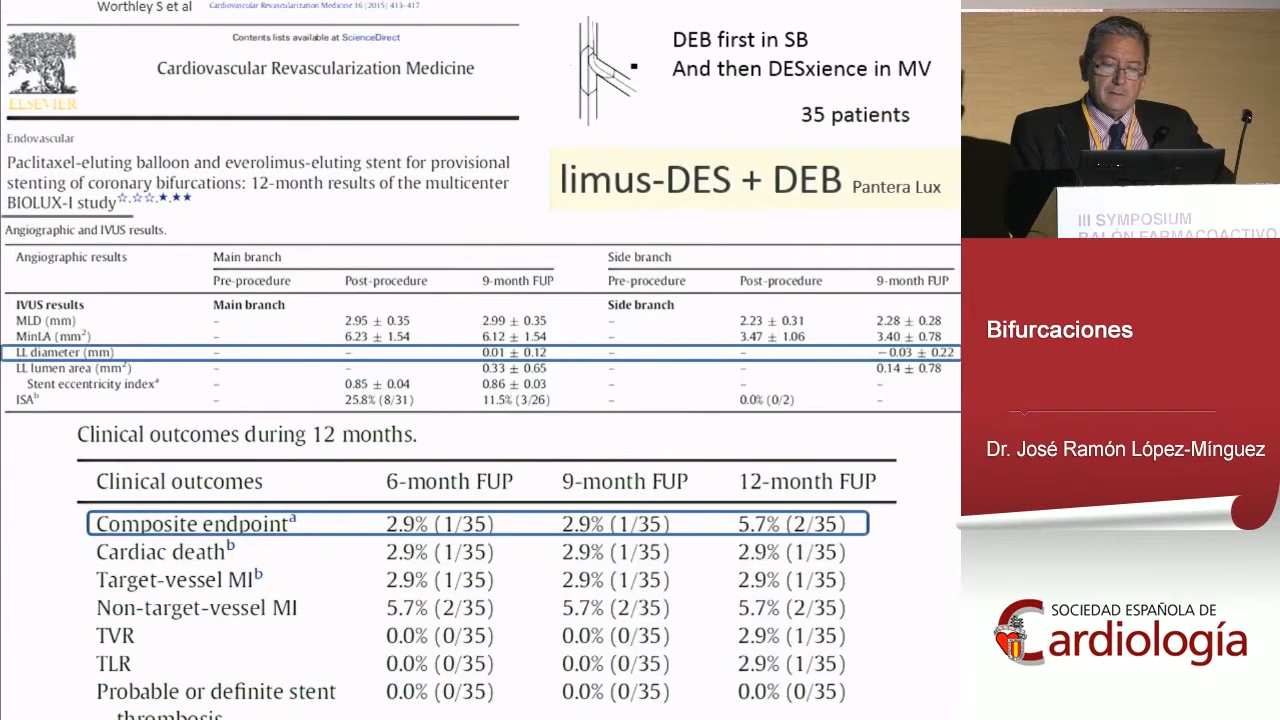 Worthley S et al
Cardiovascular Revascularization Medicine 16 (2015) 413-417
Contents lists available at ScienceDirect
Cardiovascular Revascularization Medicine
ELSEVIER
DEB first in SB
And then DESxience in MV
35 patients
Endovascular
Paclitaxel-eluting balloon and everolimus-eluting stent for provisional
stenting of coronary bifurcations: 12-month results of the multicenter
BIOLUX-I study☆,☆☆,★,★★
limus-DES + DEB Pantera Lux
Angiographic and IVUS results.
Angiographic results Main branch Side branch
Pre-procedure Post-procedure 9-month FUP Pre-procedure Post-procedure 9-month FUP
IVUS results Main branch Side branch
MLD (mm) – 2.95 ± 0.35 2.99 ± 0.35 – 2.23 ± 0.31 2.28 ± 0.28
MinLA (mm²) – 6.23 ± 1.54 6.12 ± 1.54 – 3.47 ± 1.06 3.40 ± 0.78
LL diameter (mm) – – 0.01 ± 0.12 – – −0.03 ± 0.22
LL lumen area (mm²) – – 0.33 ± 0.65 – – 0.14 ± 0.78
Stent eccentricity indexᵃ – 0.85 ± 0.04 0.86 ± 0.03 – – –
ISAᵇ – 25.8% (8/31) 11.5% (3/26) – 0.0% (0/2) –
Clinical outcomes during 12 months.
Clinical outcomes 6-month FUP 9-month FUP 12-month FUP
Composite endpointᵃ 2.9% (1/35) 2.9% (1/35) 5.7% (2/35)
Cardiac deathᵇ 2.9% (1/35) 2.9% (1/35) 2.9% (1/35)
Target-vessel MIᵇ 2.9% (1/35) 2.9% (1/35) 2.9% (1/35)
Non-target-vessel MI 5.7% (2/35) 5.7% (2/35) 5.7% (2/35)
TVR 0.0% (0/35) 0.0% (0/35) 2.9% (1/35)
TLR 0.0% (0/35) 0.0% (0/35) 2.9% (1/35)
Probable or definite stent 0.0% (0/35) 0.0% (0/35) 0.0% (0/35)
thrombosis
III SYMPOSIUM
BALÓN FARMACOACTIVO
Bifurcaciones
Dr. José Ramón López-Mínguez
SOCIEDAD ESPAÑOLA DE
Cardiología